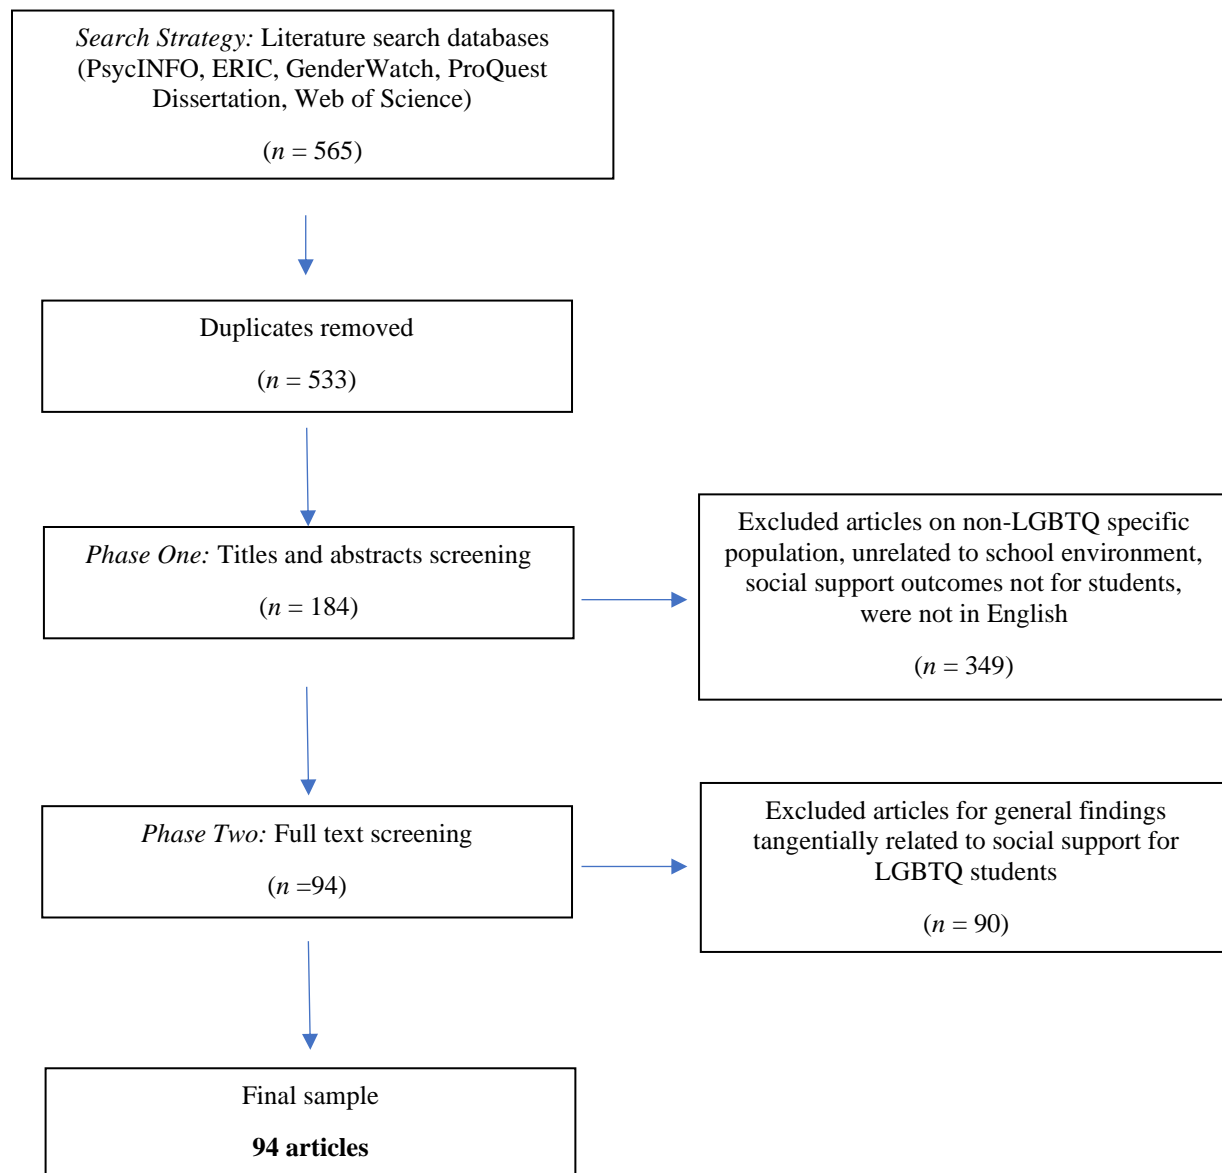 Search Strategy: Literature search databases
(PsycINFO, ERIC, GenderWatch, ProQuest
Dissertation, Web of Science)
(n = 565)
Duplicates removed
(n = 533)
Phase One: Titles and abstracts screening
(n = 184)
Excluded articles on non-LGBTQ specific
population, unrelated to school environment,
social support outcomes not for students,
were not in English
(n = 349)
Phase Two: Full text screening
(n =94)
Excluded articles for general findings
tangentially related to social support for
LGBTQ students
(n = 90)
Final sample
94 articles